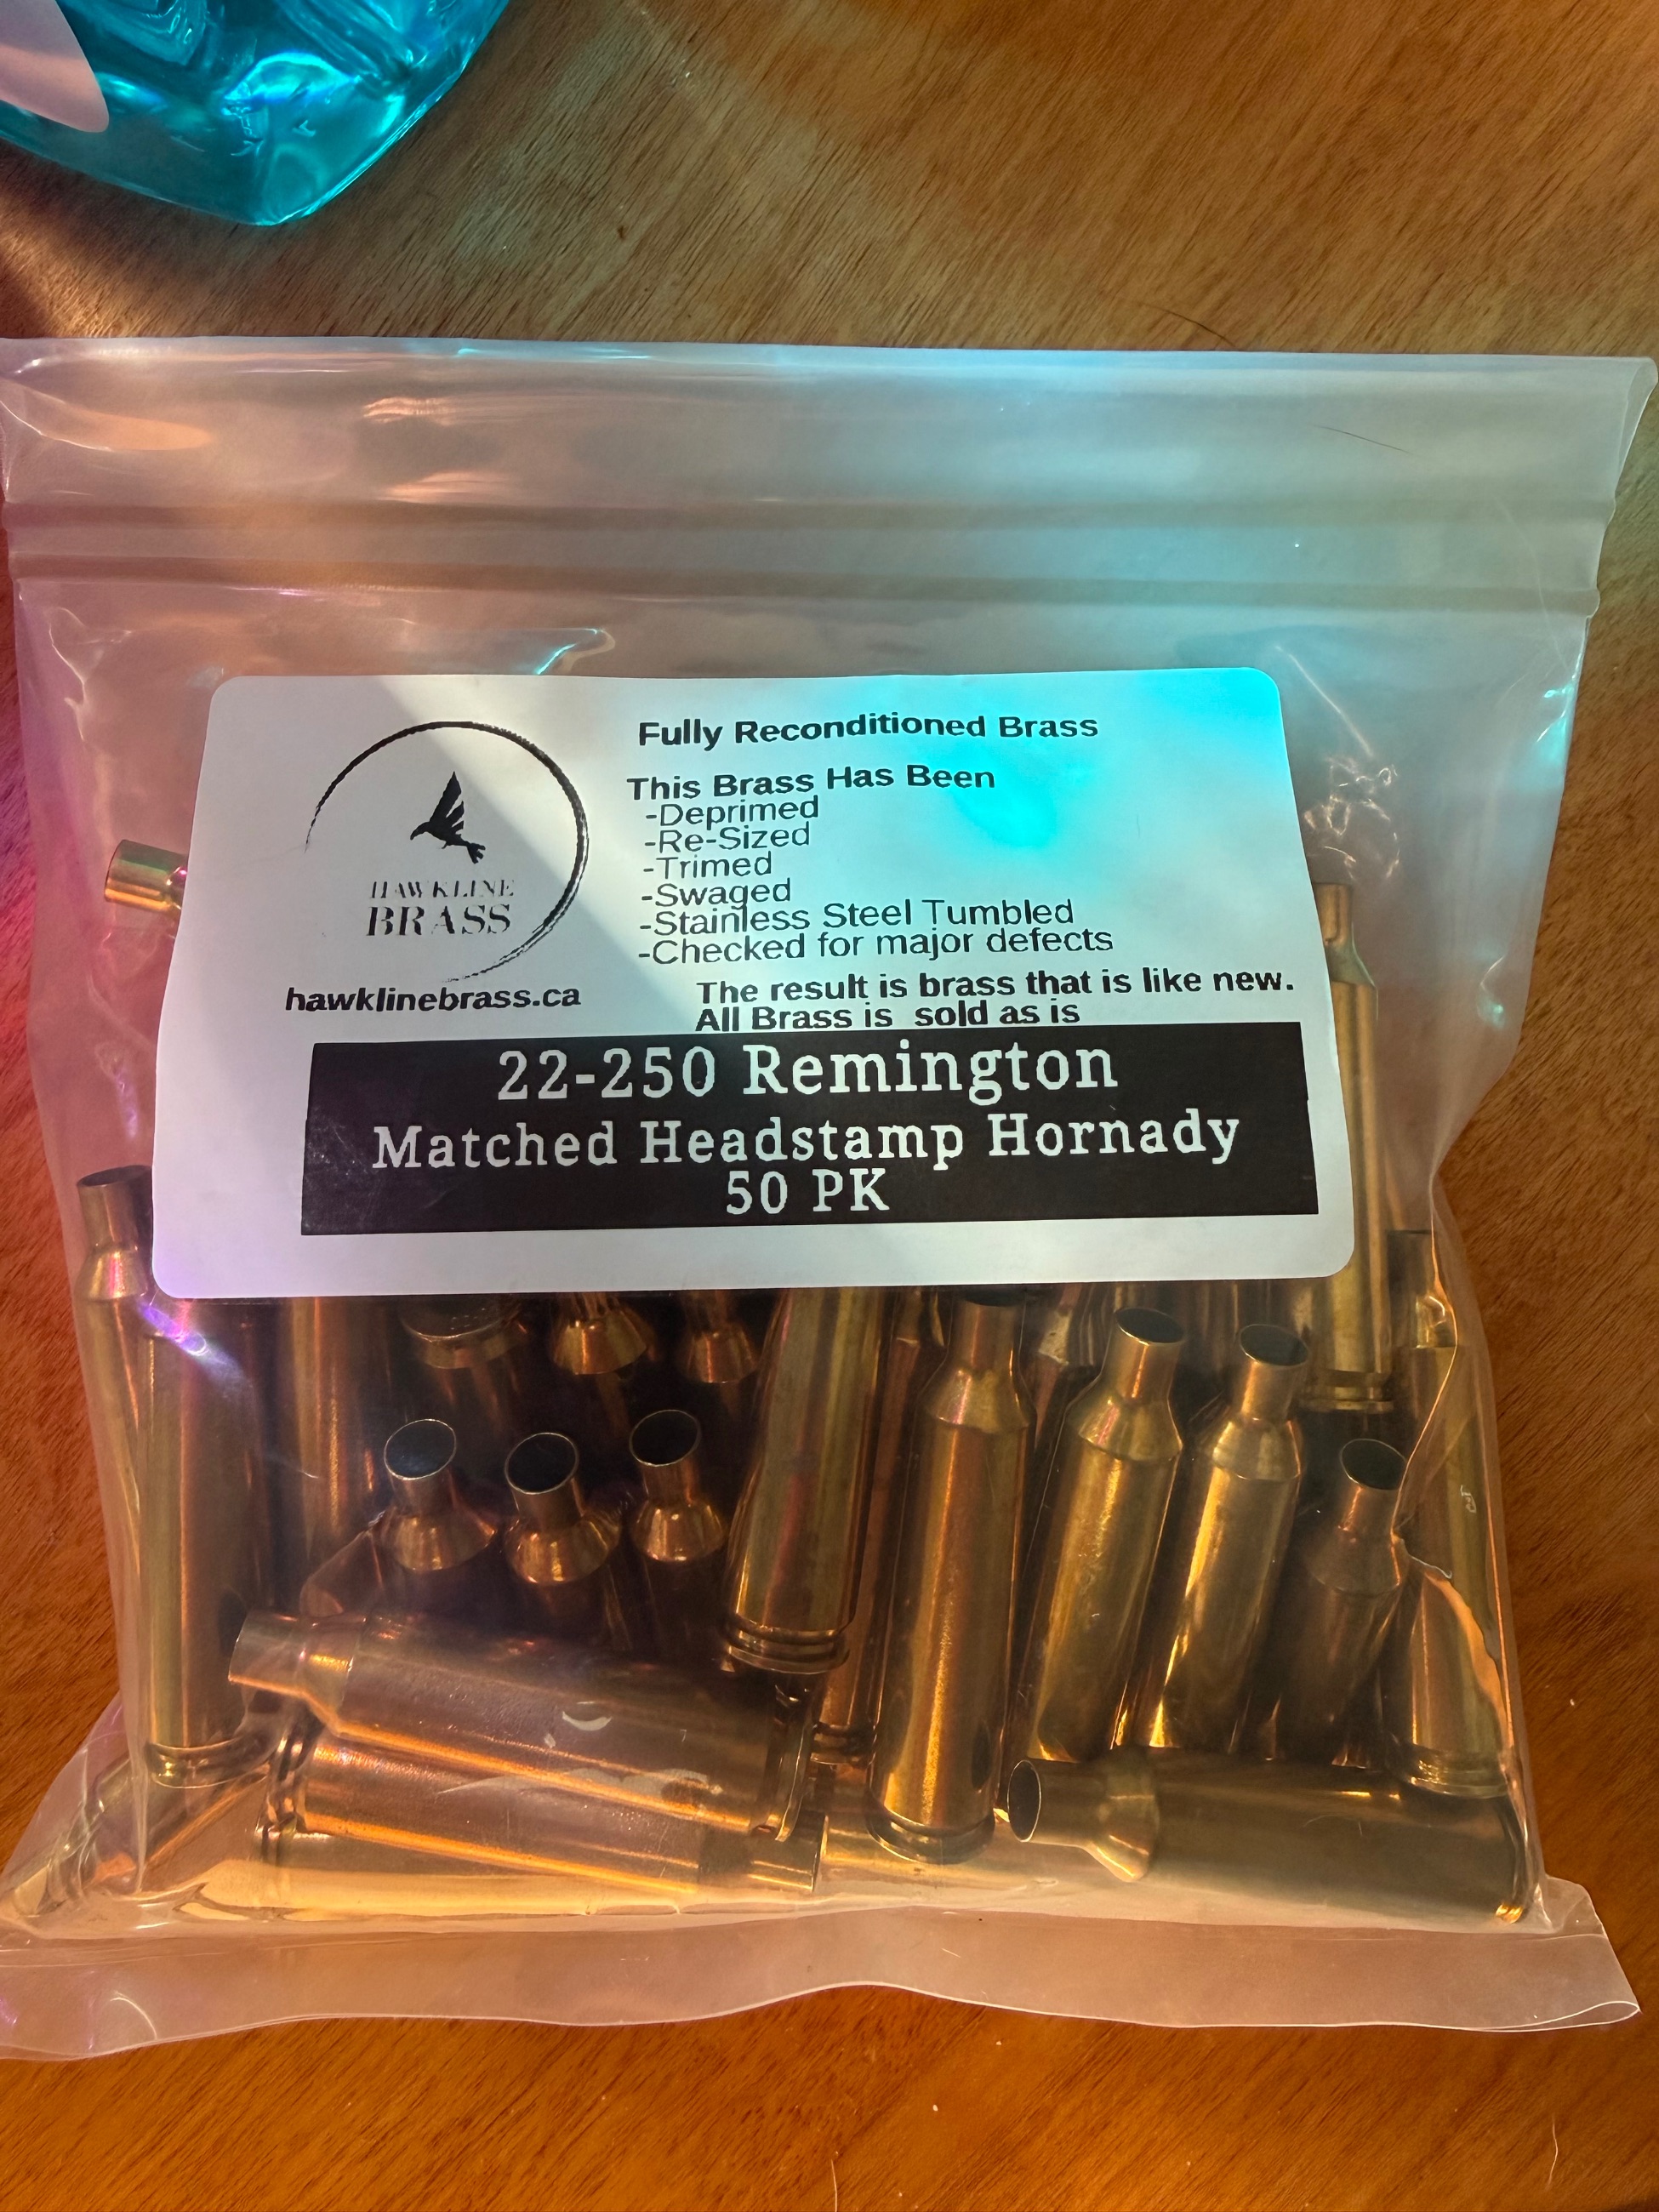 HAWKLINE
BRASS
hawklinebrass.ca
Fully Reconditioned Brass
This Brass Has Been
-Deprimed
-Re-Sized
-Trimed
-Swaged
-Stainless Steel Tumbled
-Checked for major defects
The result is brass that is like new.
All Brass is sold as is
22-250 Remington
Matched Headstamp Hornady
50 PK